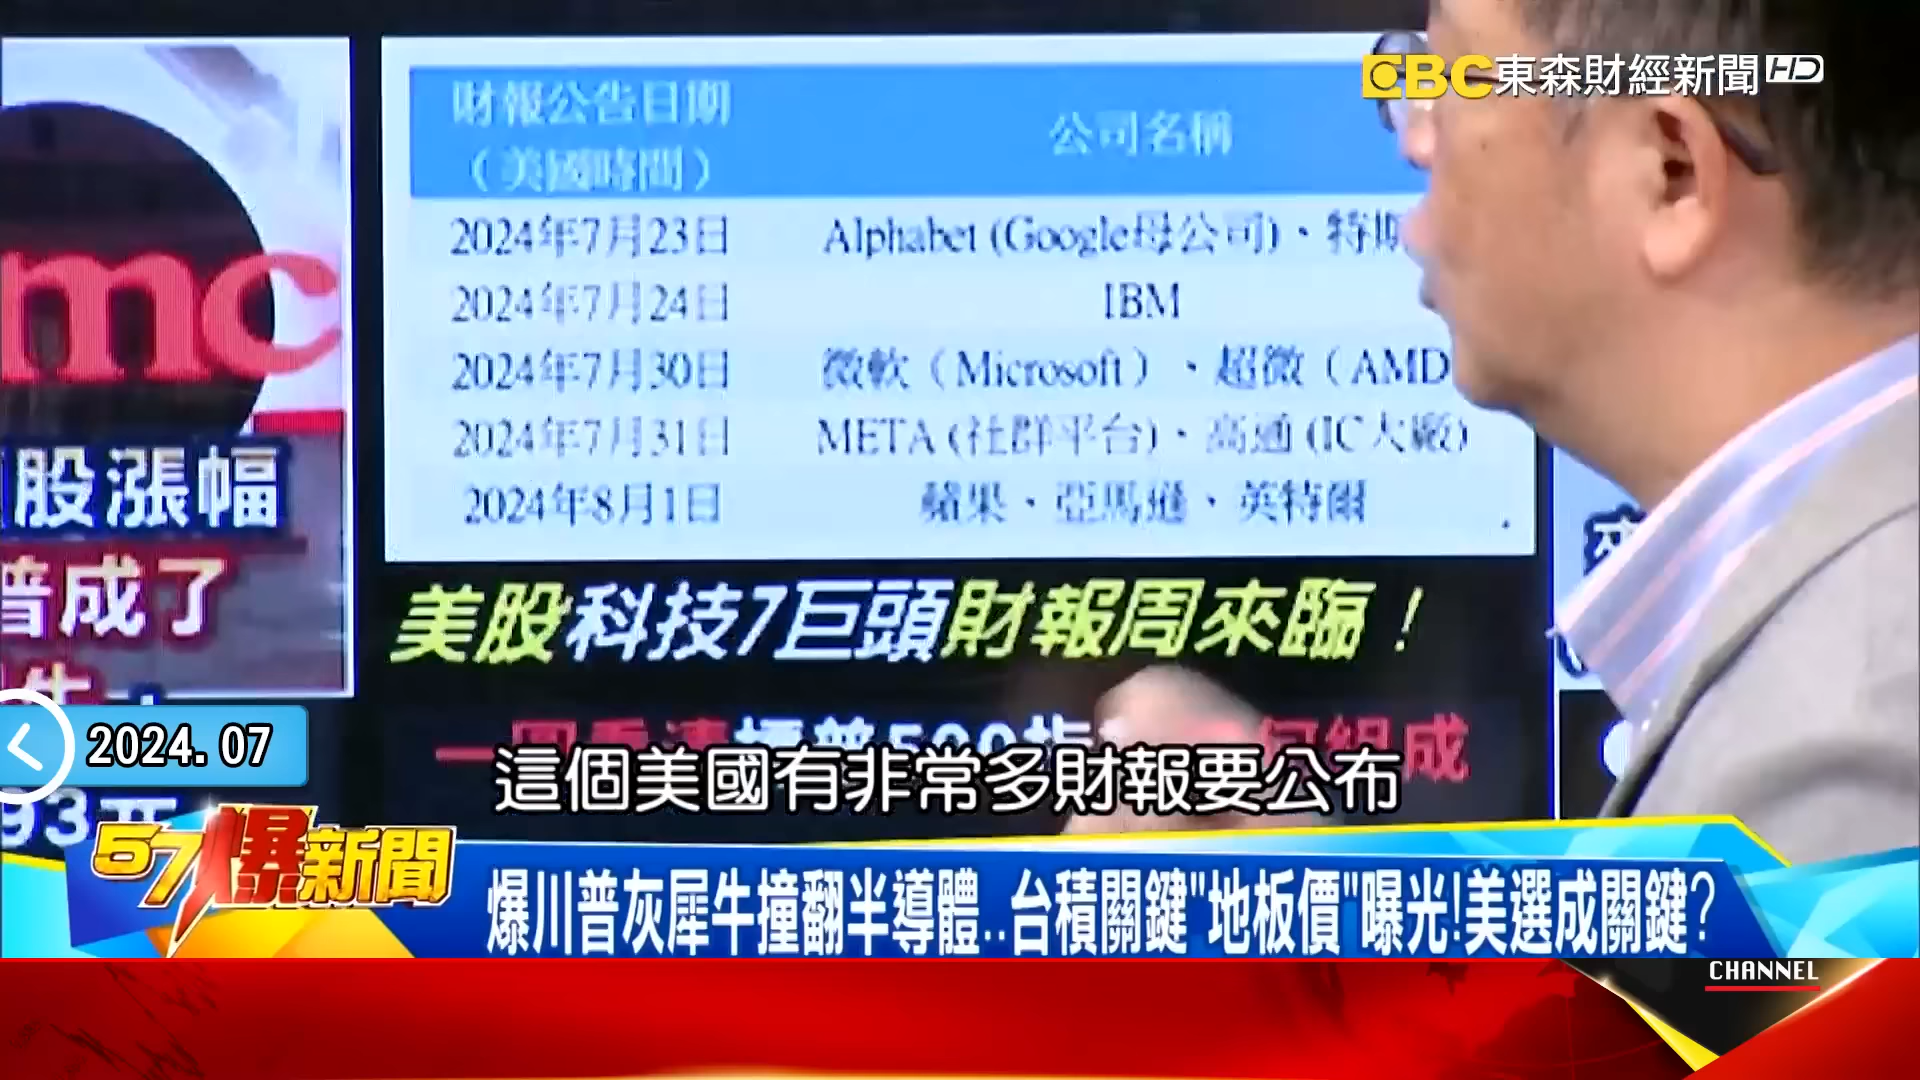 EBC 東森財經新聞 HD
財報公告日期
(美國時間)
公司名稱
2024年7月23日 Alphabet (Google母公司)、特斯
2024年7月24日 IBM
2024年7月30日 微軟(Microsoft)、超微(AMD
2024年7月31日 META (社群平台)、高通 (IC大廠)
2024年8月1日 蘋果、亞馬遜、英特爾
mc
股漲幅
普成了
美股科技7巨頭財報周來臨!
組成
2024.07
這個美國有非常多財報要公布
57爆新聞
爆川普灰犀牛撞翻半導體..台積關鍵"地板價"曝光!美選成關鍵?
CHANNEL